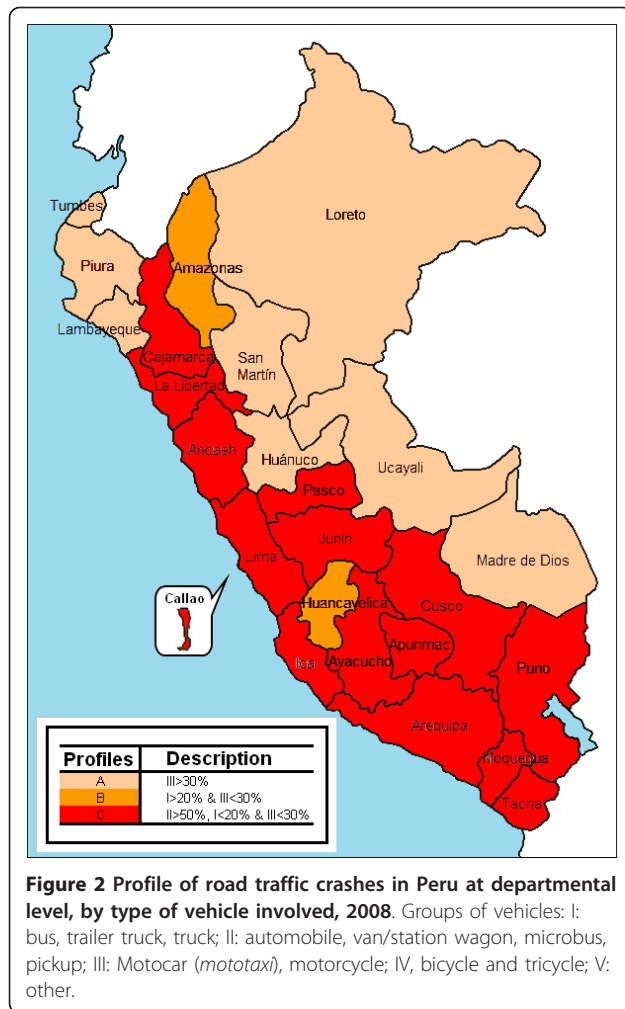 Tumbes
Loreto
Piura
Amazonas
Lambayeque
Cajamarca
San
Martín
La Libertad
Ancash
Huánuco
Ucayali
Pasco
Junín
Lima
Madre de Dios
Callao
Huancavelica
Cusco
Apurimac
Ica
Ayacucho
Puno
Arequipa
Moquegua
Tacna
Profiles Description
A III>30%
B I>20% & III<30%
C II>50%, I<20% & III<30%
Figure 2 Profile of road traffic crashes in Peru at departmental
level, by type of vehicle involved, 2008. Groups of vehicles: I:
bus, trailer truck, truck; II: automobile, van/station wagon, microbus,
pickup; III: Motocar (mototaxi), motorcycle; IV, bicycle and tricycle; V:
other.